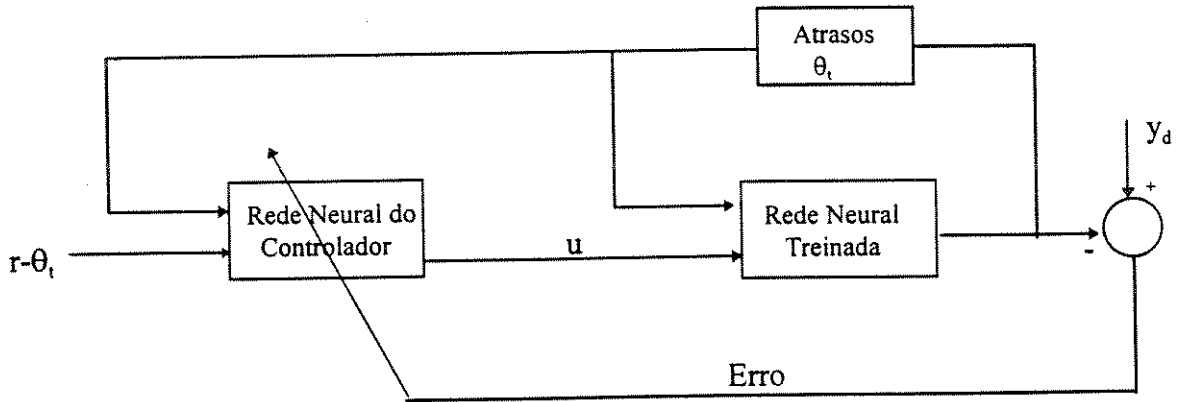 Atrasos
θt
yd
+
Rede Neural do
Controlador
Rede Neural
Treinada
r-θt
u
-
Erro